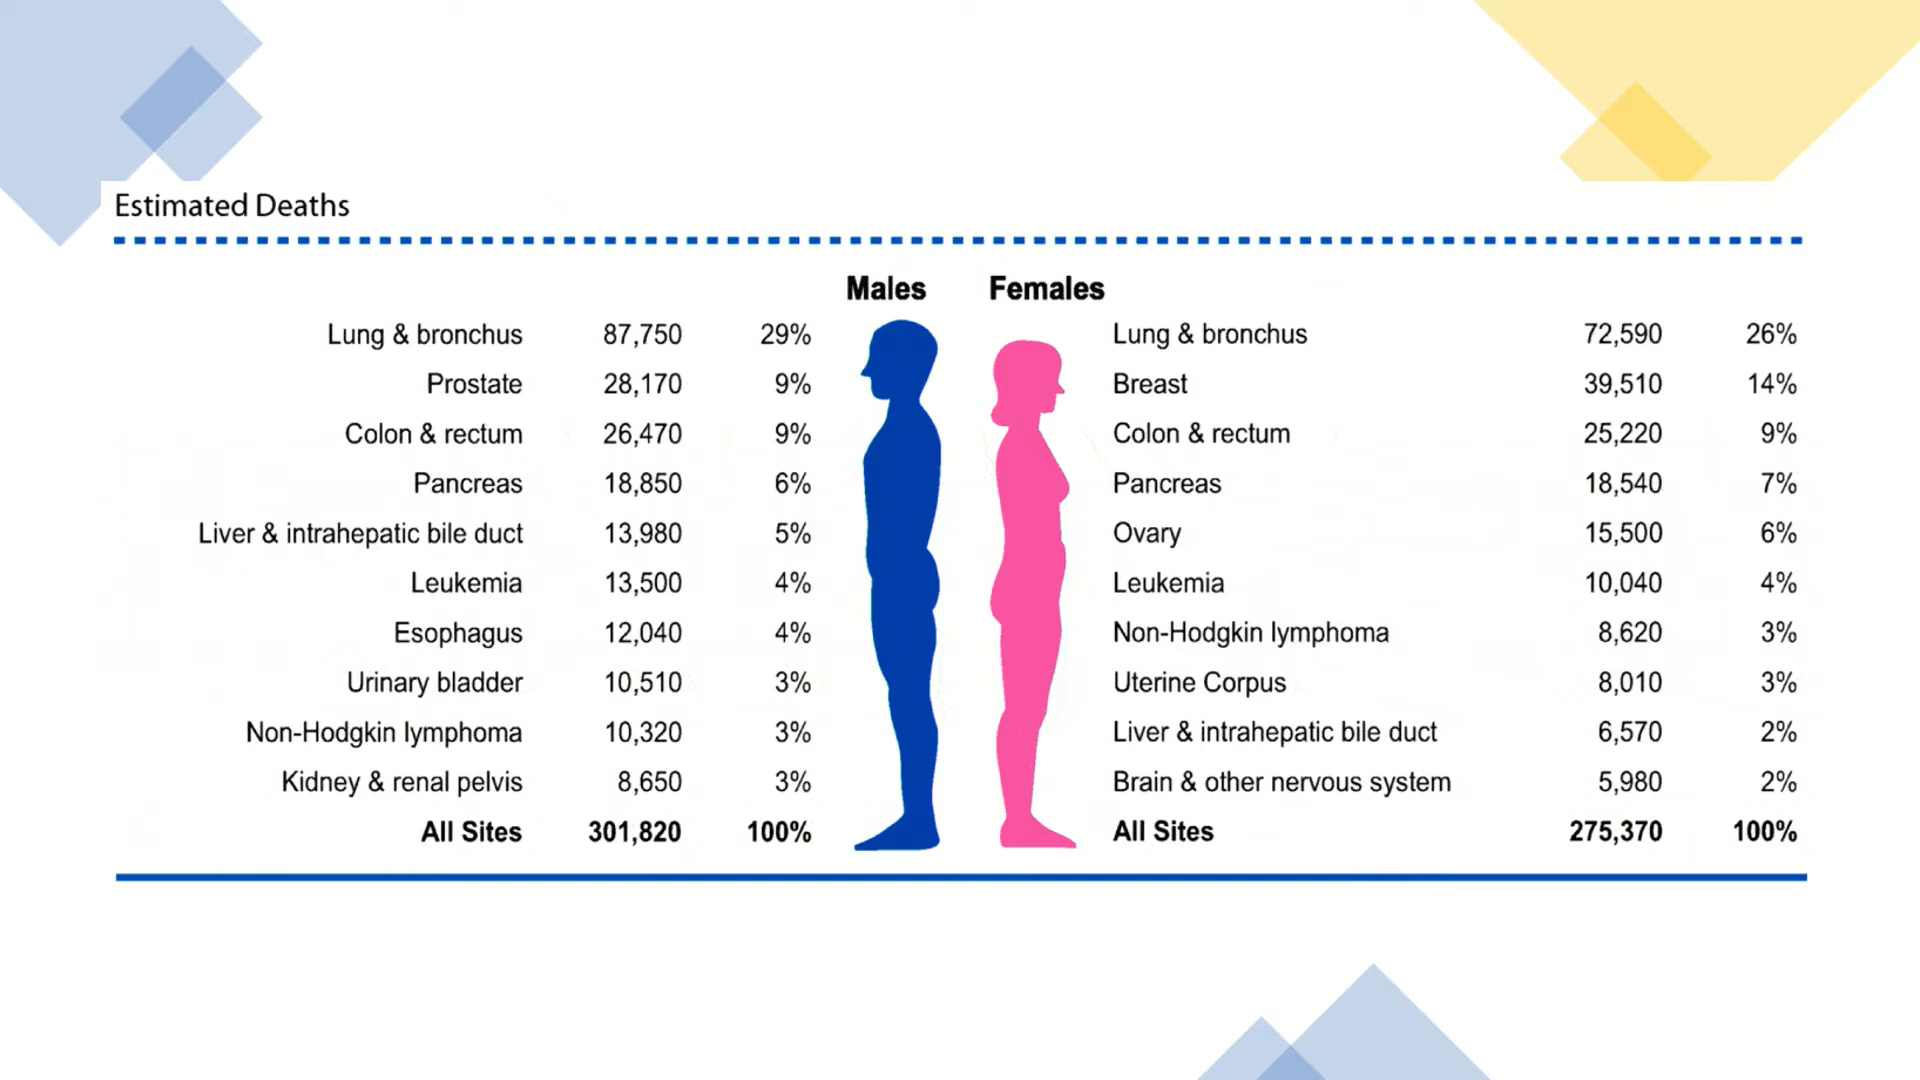 Estimated Deaths
Males Females
Lung & bronchus 87,750 29% Lung & bronchus 72,590 26%
Prostate 28,170 9% Breast 39,510 14%
Colon & rectum 26,470 9% Colon & rectum 25,220 9%
Pancreas 18,850 6% Pancreas 18,540 7%
Liver & intrahepatic bile duct 13,980 5% Ovary 15,500 6%
Leukemia 13,500 4% Leukemia 10,040 4%
Esophagus 12,040 4% Non-Hodgkin lymphoma 8,620 3%
Urinary bladder 10,510 3% Uterine Corpus 8,010 3%
Non-Hodgkin lymphoma 10,320 3% Liver & intrahepatic bile duct 6,570 2%
Kidney & renal pelvis 8,650 3% Brain & other nervous system 5,980 2%
All Sites 301,820 100% All Sites 275,370 100%